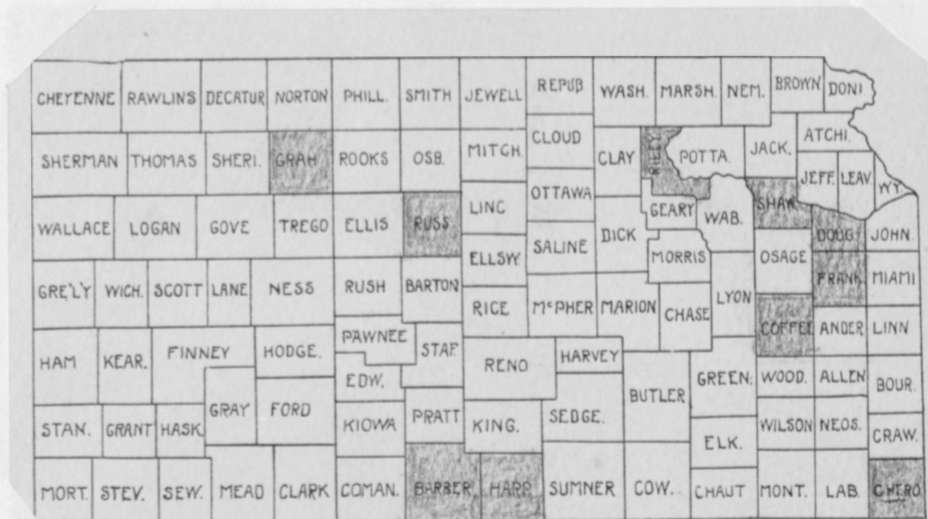 CHEYENNE RAWLINS DECATUR NORTON PHILL. SMITH JEWELL REPUB WASH. MARSH. NEM. BROWN DONI.
SHERMAN THOMAS SHERI. GRAH ROOKS OSB. MITCH. CLOUD CLAY RILEY POTTA. JACK. ATCHI.
JEFF. LEAV. WY.
WALLACE LOGAN GOVE TREGO ELLIS RUSS. LINC OTTAWA DICK GEARY WAB. SHAW. DOUG. JOHN.
ELLSW. SALINE MORRIS OSAGE FRANK. MIAMI
GRE'LY WICH. SCOTT LANE NESS RUSH BARTON RICE McPHER MARION CHASE LYON COFFEE ANDER LINN
HAM KEAR. FINNEY HODGE. PAWNEE STAF. RENO HARVEY
EDW. BUTLER GREEN. WOOD. ALLEN BOUR.
STAN. GRANT HASK. GRAY FORD KIOWA PRATT KING. SEDGE. ELK. WILSON NEOS. CRAW.
MORT. STEV. SEW. MEAD CLARK COMAN. BARBER HARP. SUMNER COW. CHAUT MONT. LAB. CHERO.